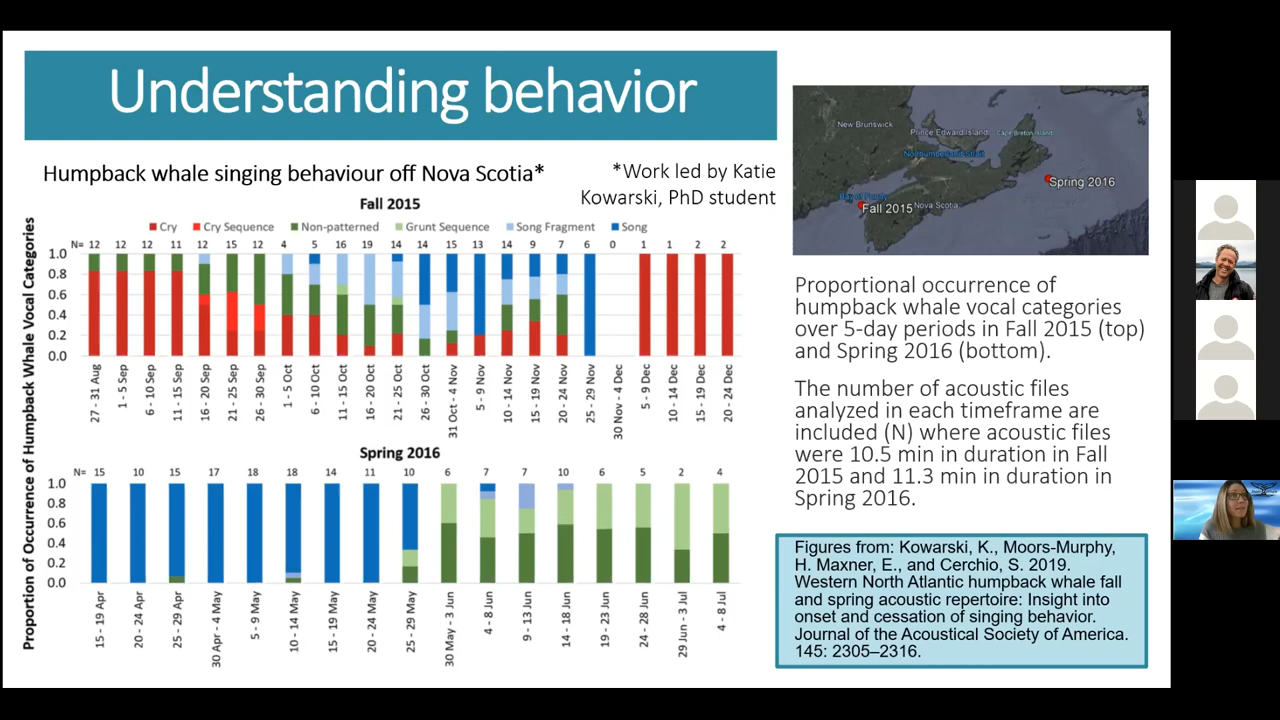 Understanding behavior
Humpback whale singing behaviour off Nova Scotia*
*Work led by Katie
Kowarski, PhD student
Proportion of Occurrence of Humpback Whale Vocal Categories
Fall 2015
Cry Cry Sequence Non-patterned Grunt Sequence Song Fragment Song
N= 12 12 12 11 12 15 12 4 5 16 19 14 14 15 13 14 9 7 6 0 1 1 2 2
1.0
0.8
0.6
0.4
0.2
0.0
27 - 31 Aug
1 - 5 Sep
6 - 10 Sep
11 - 15 Sep
16 - 20 Sep
21 - 25 Sep
26 - 30 Sep
1 - 5 Oct
6 - 10 Oct
11 - 15 Oct
16 - 20 Oct
21 - 25 Oct
26 - 30 Oct
31 Oct - 4 Nov
5 - 9 Nov
10 - 14 Nov
15 - 19 Nov
20 - 24 Nov
25 - 29 Nov
30 Nov - 4 Dec
5 - 9 Dec
10 - 14 Dec
15 - 19 Dec
20 - 24 Dec
Spring 2016
N= 15 10 15 17 18 18 14 11 10 6 7 7 10 6 5 2 4
1.0
0.8
0.6
0.4
0.2
0.0
15 - 19 Apr
20 - 24 Apr
25 - 29 Apr
30 Apr - 4 May
5 - 9 May
10 - 14 May
15 - 19 May
20 - 24 May
25 - 29 May
30 May - 3 Jun
4 - 8 Jun
9 - 13 Jun
14 - 18 Jun
19 - 23 Jun
24 - 28 Jun
29 Jun - 3 Jul
4 - 8 Jul
New Brunswick
Prince Edward Island
Cape Breton Island
Northumberland Strait
Spring 2016
Bay of Fundy
Fall 2015
Nova Scotia
Proportional occurrence of
humpback whale vocal categories
over 5-day periods in Fall 2015 (top)
and Spring 2016 (bottom).
The number of acoustic files
analyzed in each timeframe are
included (N) where acoustic files
were 10.5 min in duration in Fall
2015 and 11.3 min in duration in
Spring 2016.
Figures from: Kowarski, K., Moors-Murphy,
H. Maxner, E., and Cerchio, S. 2019.
Western North Atlantic humpback whale fall
and spring acoustic repertoire: Insight into
onset and cessation of singing behavior.
Journal of the Acoustical Society of America.
145: 2305–2316.